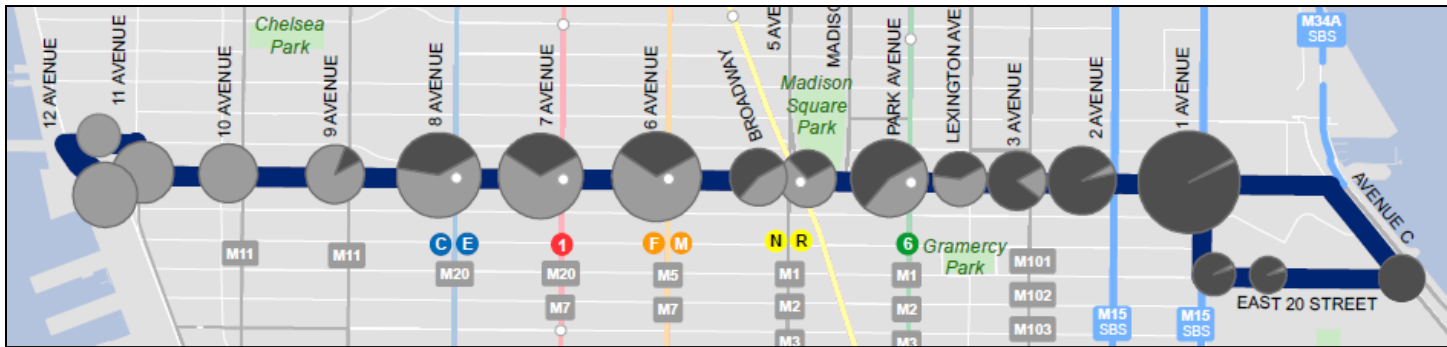 Chelsea
Park
12 AVENUE
11 AVENUE
10 AVENUE
9 AVENUE
8 AVENUE
7 AVENUE
6 AVENUE
BROADWAY
5 AVE
MADISO
Madison
Square
Park
PARK AVENUE
LEXINGTON AVE
3 AVENUE
2 AVENUE
1 AVENUE
M34A
SBS
AVENUE C
M11
M11
C E
M20
1
M20
M7
F M
M5
M7
N R
M1
M2
M3
6
M1
M2
M3
Gramercy
Park
M101
M102
M103
M15
SBS
M15
SBS
EAST 20 STREET